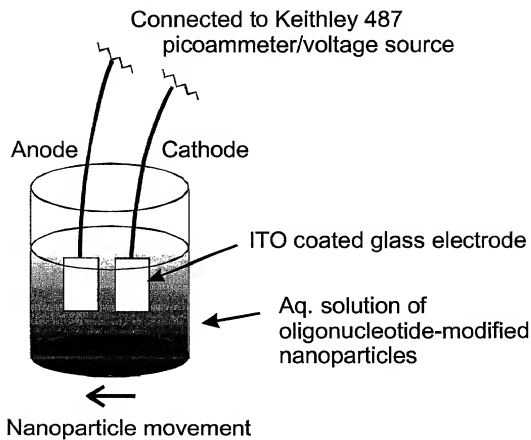 Connected to Keithley 487
picoammeter/voltage source
Anode
Cathode
ITO coated glass electrode
Aq. solution of
oligonucleotide-modified
nanoparticles
Nanoparticle movement